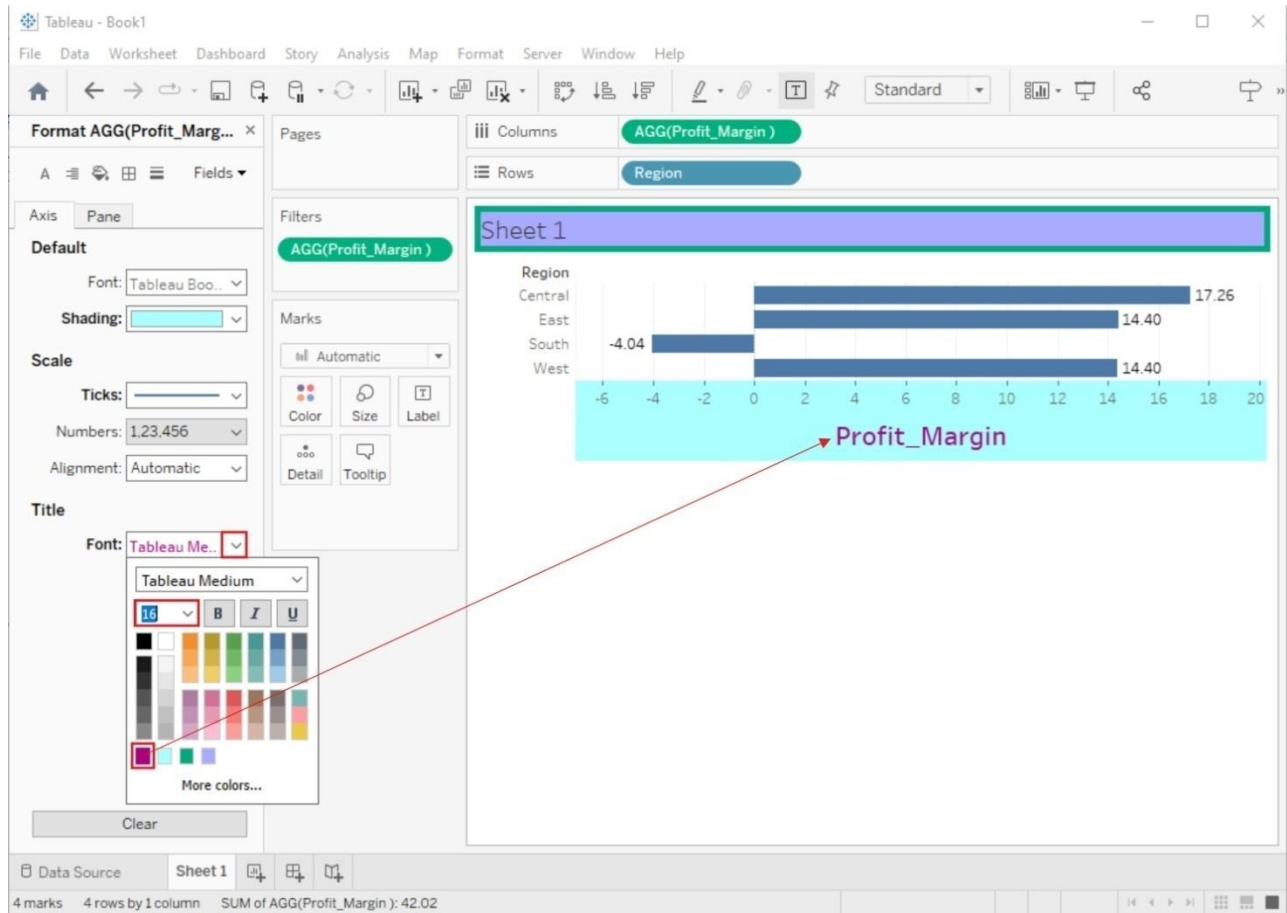 Tableau - Book1
File Data Worksheet Dashboard Story Analysis Map Format Server Window Help
Standard
Format AGG(Profit_Marg... ×
Fields
Axis Pane
Default
Font: Tableau Boo..
Shading:
Scale
Ticks:
Numbers: 1,23,456
Alignment: Automatic
Title
Font: Tableau Me..
Tableau Medium
16 B I U
More colors...
Clear
Pages
Filters
AGG(Profit_Margin )
Marks
Automatic
Color Size Label
Detail Tooltip
Columns AGG(Profit_Margin )
Rows Region
Sheet 1
Region
Central 17.26
East 14.40
South -4.04
West 14.40
-6 -4 -2 0 2 4 6 8 10 12 14 16 18 20
Profit_Margin
Data Source Sheet 1
4 marks 4 rows by 1 column SUM of AGG(Profit_Margin ): 42.02